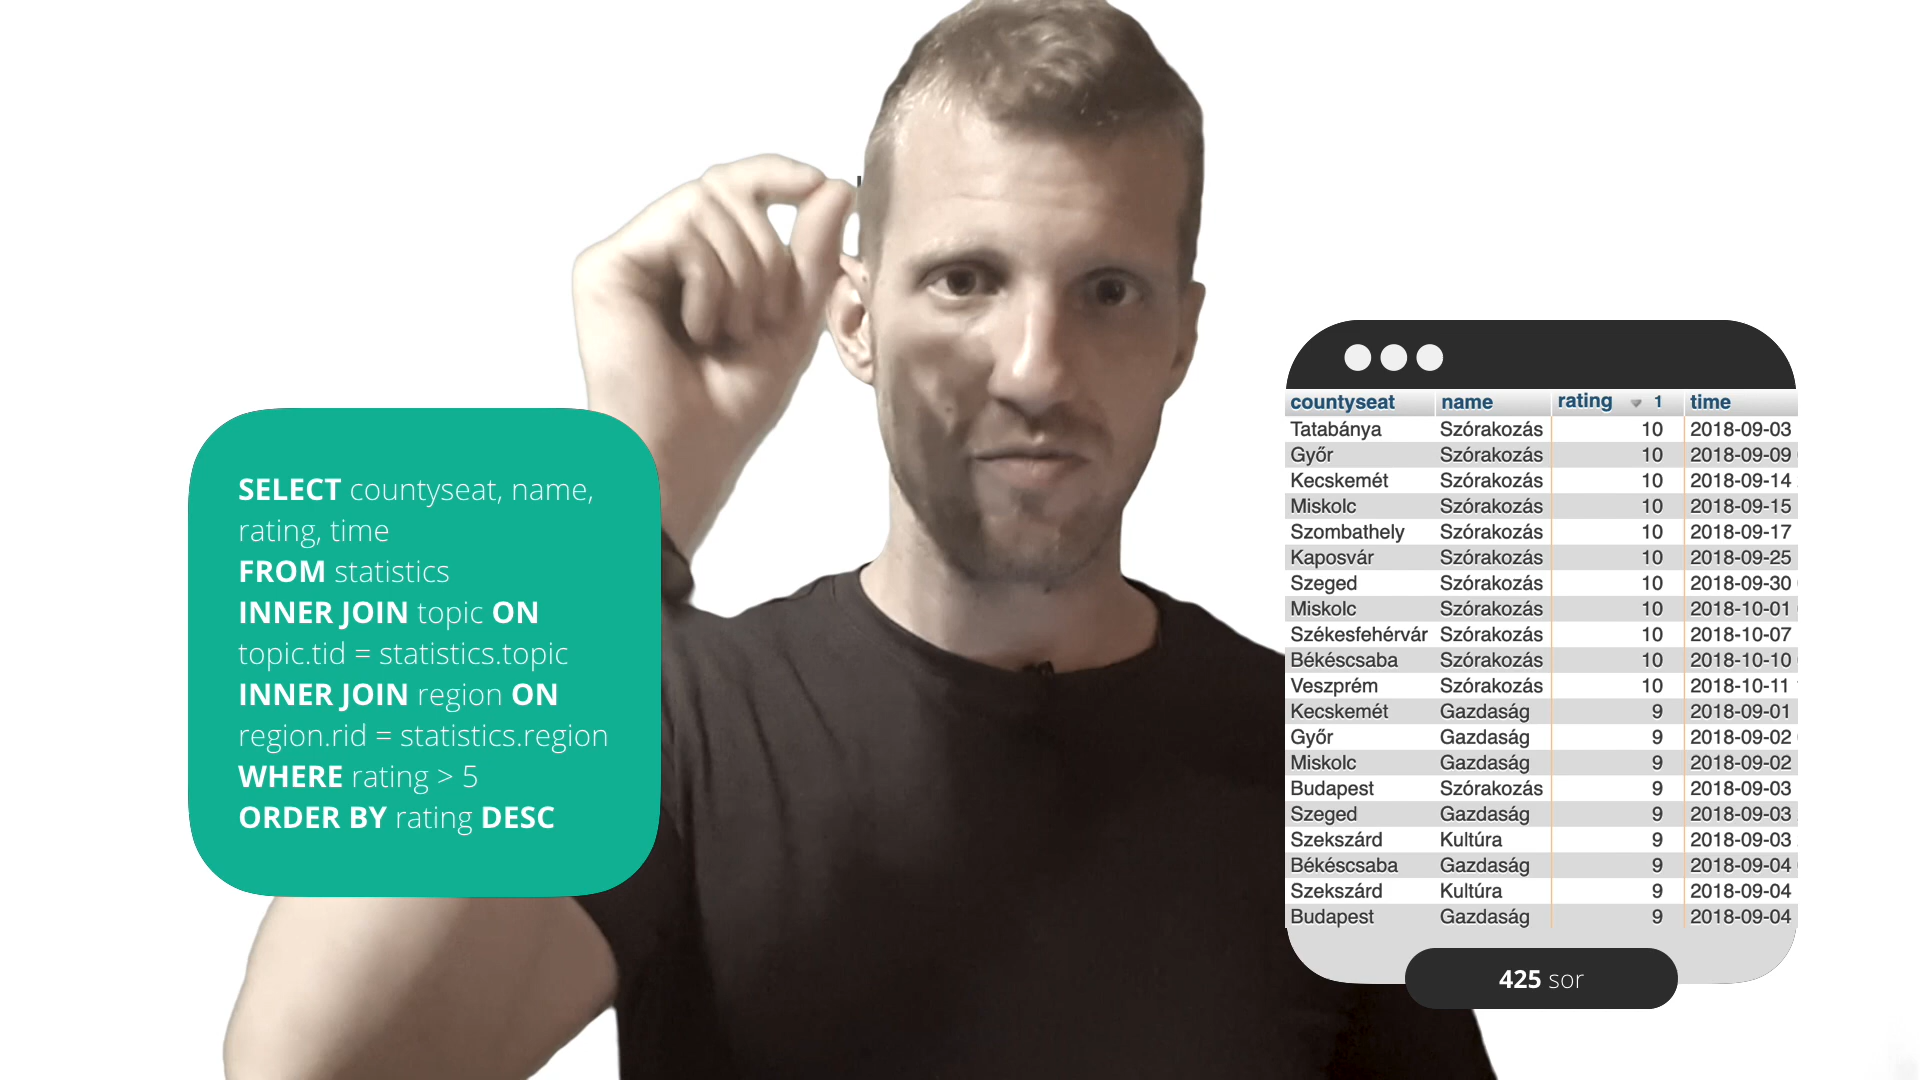 SELECT countyseat, name,
rating, time
FROM statistics
INNER JOIN topic ON
topic.tid = statistics.topic
INNER JOIN region ON
region.rid = statistics.region
WHERE rating > 5
ORDER BY rating DESC
countyseat name rating 1 time
Tatabánya Szórakozás 10 2018-09-03
Győr Szórakozás 10 2018-09-09
Kecskemét Szórakozás 10 2018-09-14
Miskolc Szórakozás 10 2018-09-15
Szombathely Szórakozás 10 2018-09-17
Kaposvár Szórakozás 10 2018-09-25
Szeged Szórakozás 10 2018-09-30
Miskolc Szórakozás 10 2018-10-01
Székesfehérvár Szórakozás 10 2018-10-07
Békéscsaba Szórakozás 10 2018-10-10
Veszprém Szórakozás 10 2018-10-11
Kecskemét Gazdaság 9 2018-09-01
Győr Gazdaság 9 2018-09-02
Miskolc Gazdaság 9 2018-09-02
Budapest Szórakozás 9 2018-09-03
Szeged Gazdaság 9 2018-09-03
Szekszárd Kultúra 9 2018-09-03
Békéscsaba Gazdaság 9 2018-09-04
Szekszárd Kultúra 9 2018-09-04
Budapest Gazdaság 9 2018-09-04
425 sor